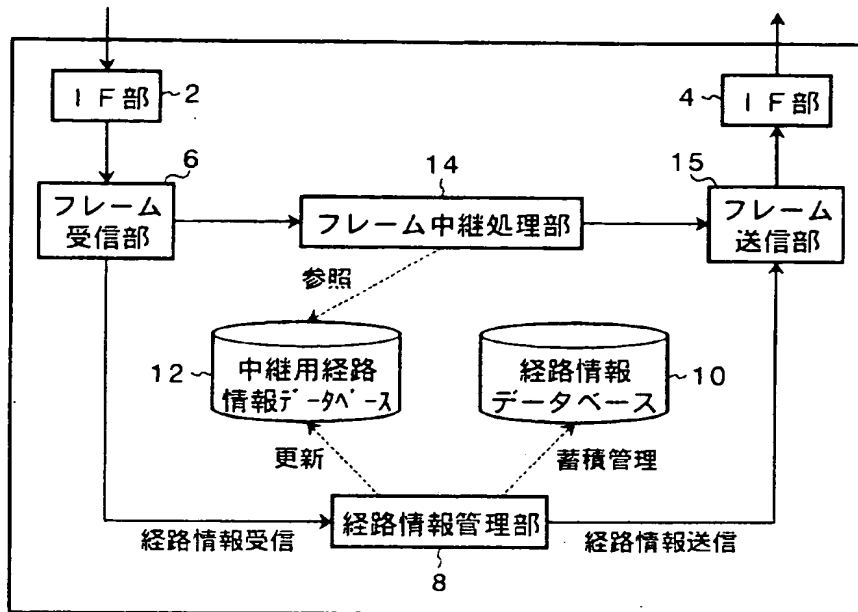 IF部
2
4
IF部
6
フレーム
受信部
14
フレーム中継処理部
15
フレーム
送信部
参照
12
中継用経路
情報データベース
経路情報
データベース
10
更新
蓄積管理
経路情報受信
経路情報管理部
8
経路情報送信